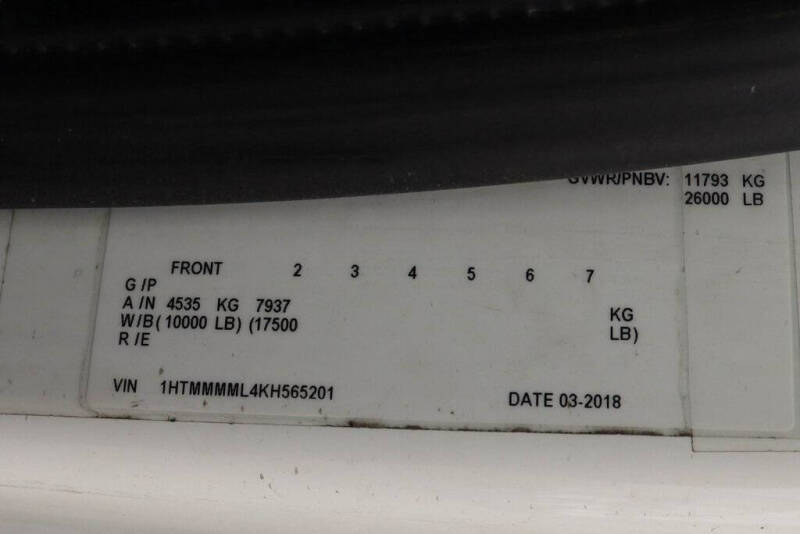 GVWR/PNBV: 11793 KG
26000 LB
FRONT 2 3 4 5 6 7
G /P
A /N 4535 KG 7937 KG
W/B ( 10000 LB) (17500 LB)
R /E
VIN 1HTMMMML4KH565201 DATE 03-2018